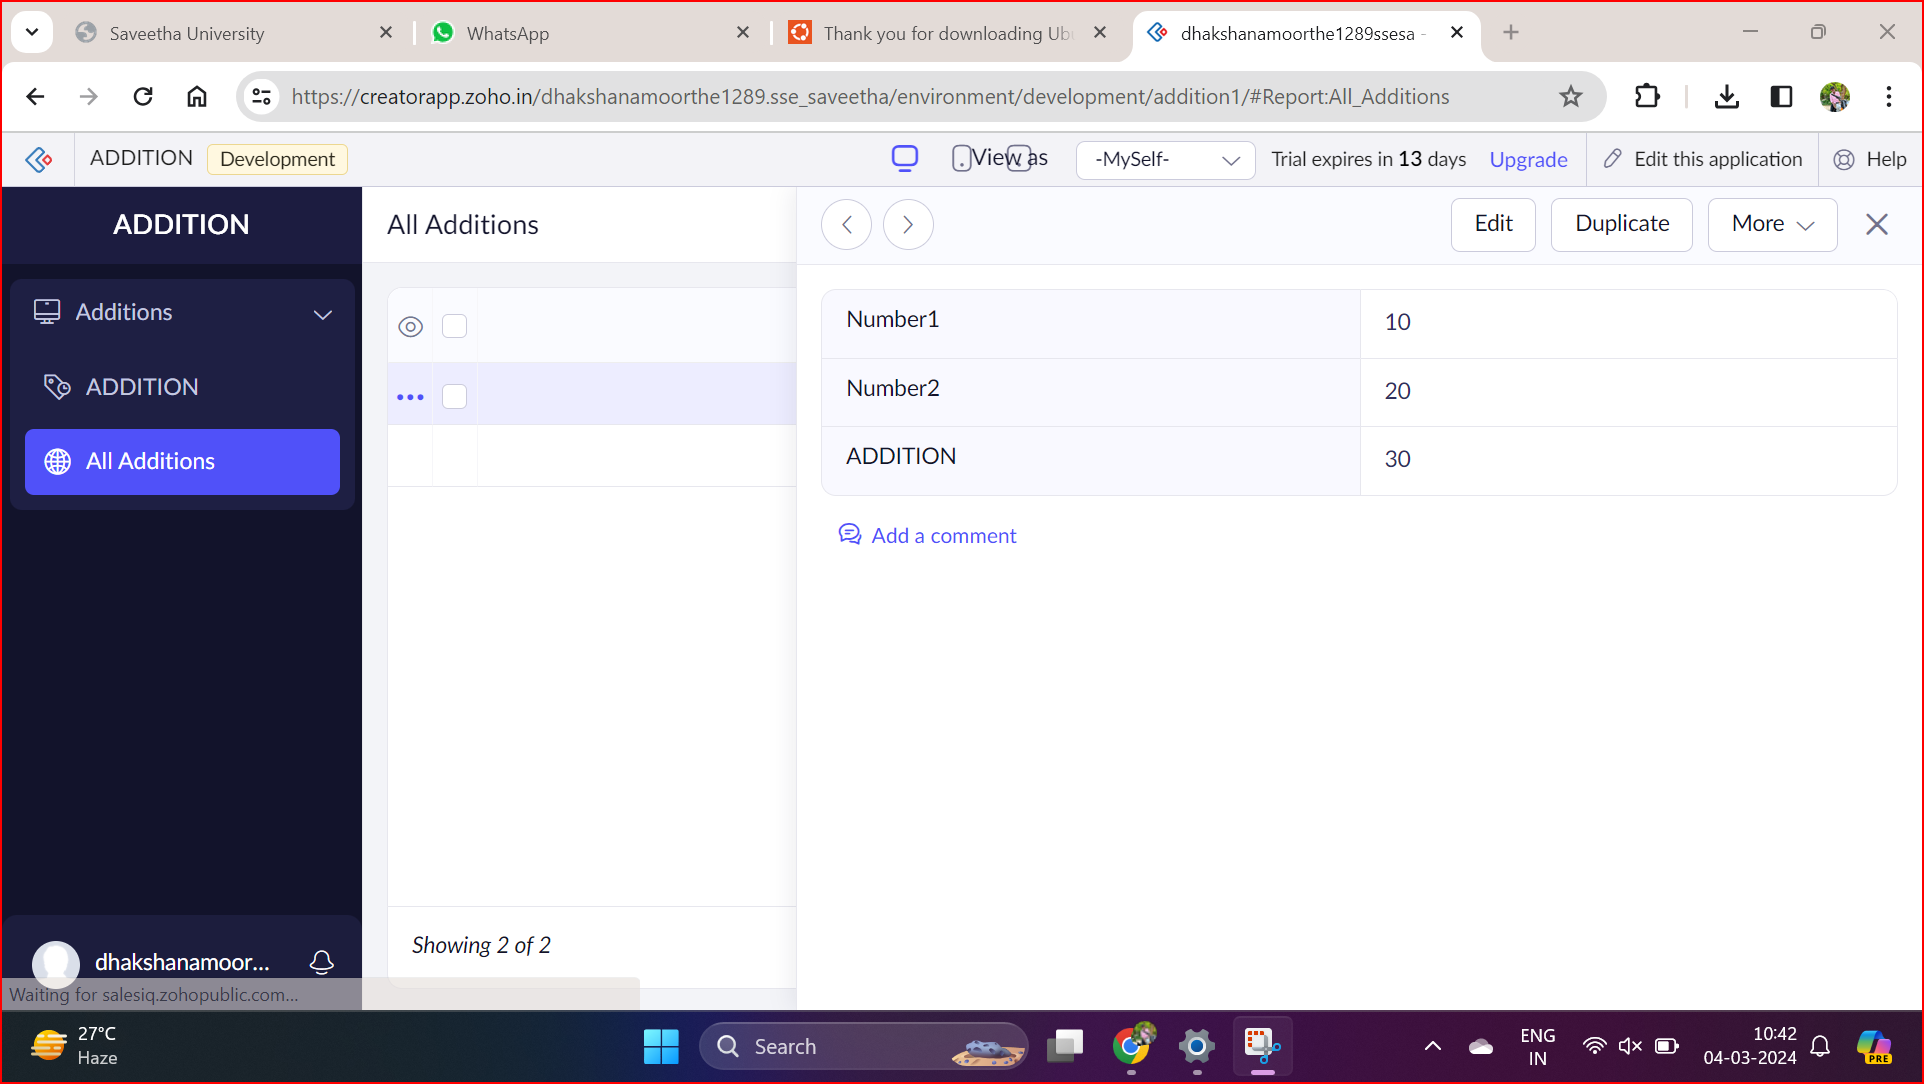 Saveetha University
WhatsApp
Thank you for downloading Ub
dhakshanamoorthe1289ssesa -
https://creatorapp.zoho.in/dhakshanamoorthe1289.sse_saveetha/environment/development/addition1/#Report:All_Additions
ADDITION
Development
View as
-MySelf-
Trial expires in 13 days
Upgrade
Edit this application
Help
ADDITION
All Additions
Edit
Duplicate
More
Additions
ADDITION
All Additions
Number1
10
Number2
20
ADDITION
30
Add a comment
Showing 2 of 2
dhakshanamoor...
Waiting for salesiq.zohopublic.com...
27°C
Haze
Search
ENG
IN
10:42
04-03-2024
PRE